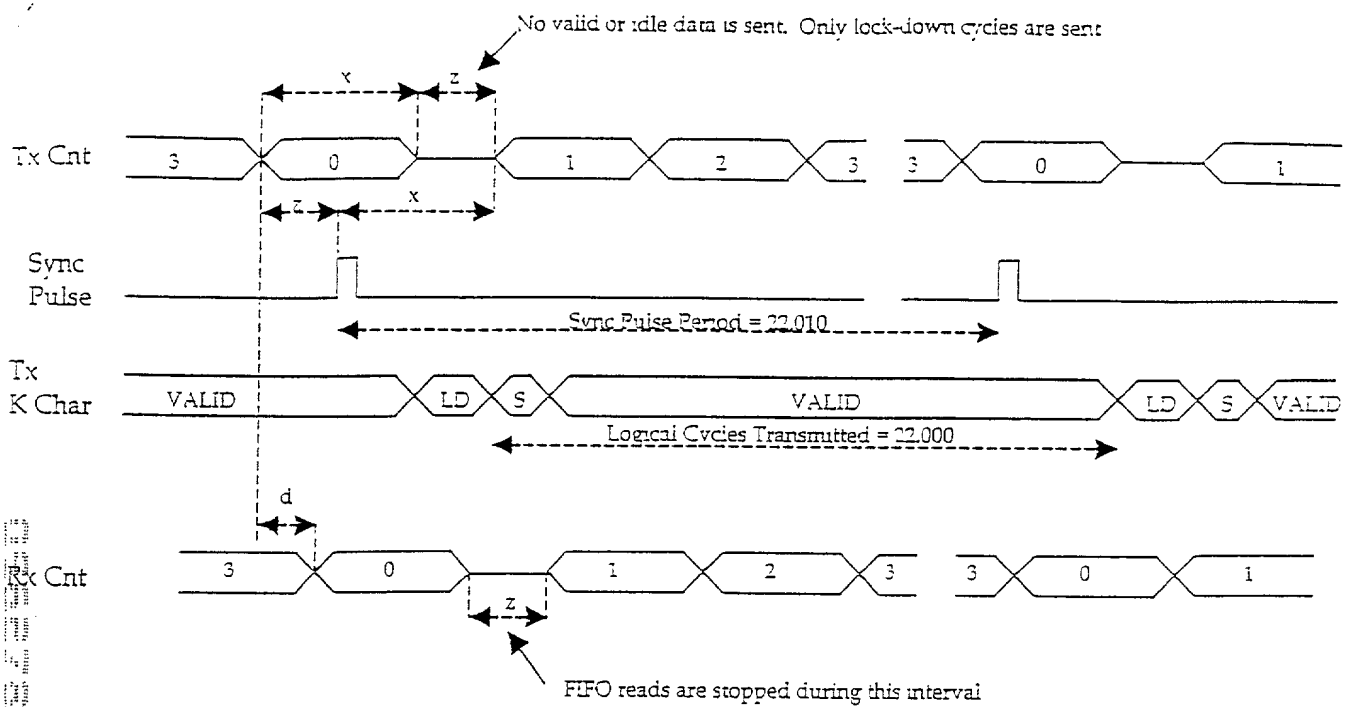 No valid or idle data is sent. Only lock-down cycles are sent
x z
Tx Cnt 3 0 1 2 3 3 0 1
z x
Sync
Pulse
Sync Pulse Period = 22.010
Tx
K Char VALID LD S VALID LD S VALID
Logical Cycles Transmitted = 22.000
d
Rx Cnt 3 0 1 2 3 3 0 1
z
FIFO reads are stopped during this interval